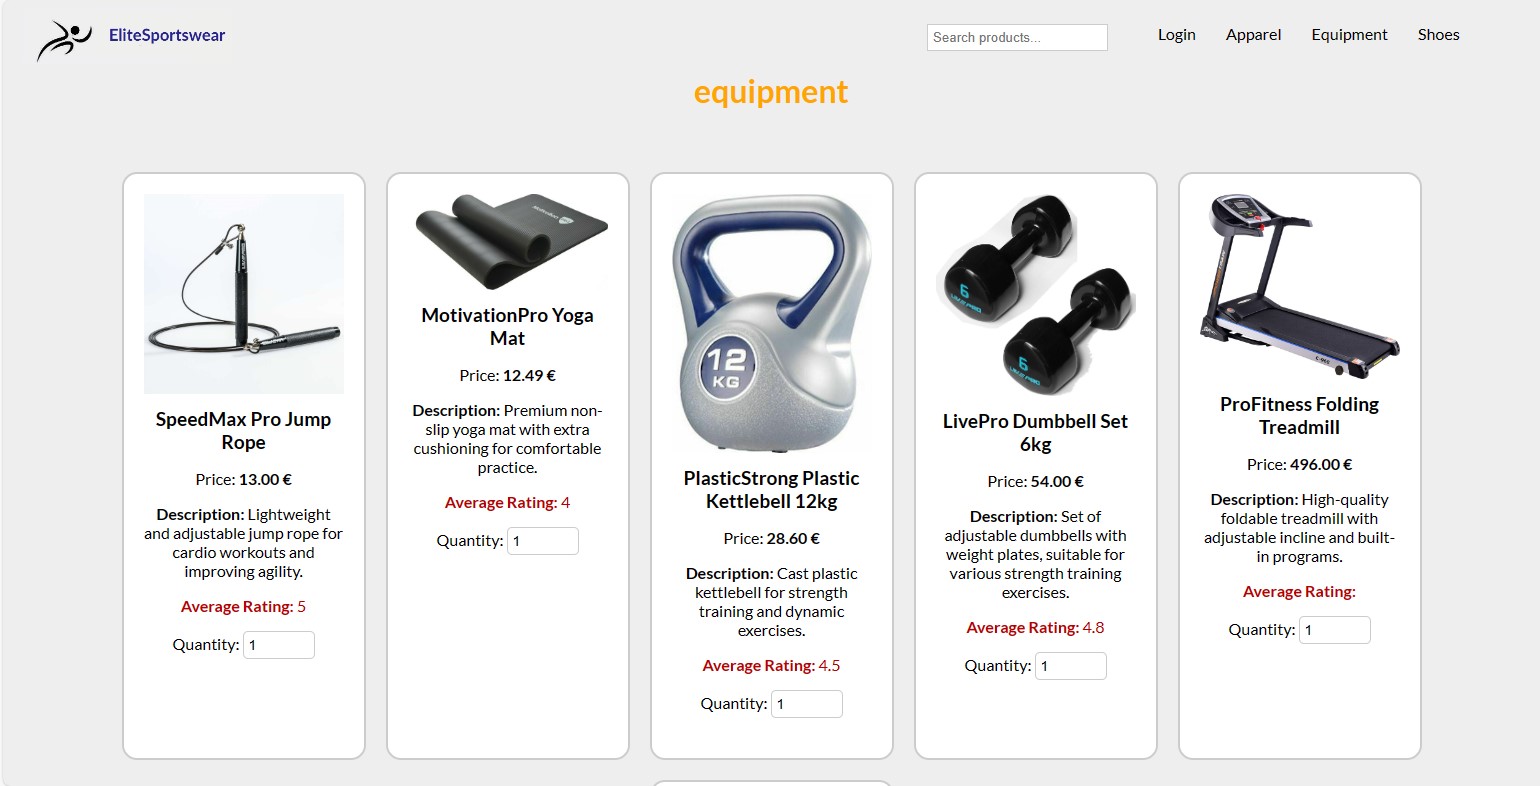 EliteSportswear
Search products...
Login
Apparel
Equipment
Shoes
equipment
SpeedMax Pro Jump
Rope
Price: 13.00 €
Description: Lightweight
and adjustable jump rope for
cardio workouts and
improving agility.
Average Rating: 5
Quantity: 1
MotivationPro Yoga
Mat
Price: 12.49 €
Description: Premium non-
slip yoga mat with extra
cushioning for comfortable
practice.
Average Rating: 4
Quantity: 1
12
KG
PlasticStrong Plastic
Kettlebell 12kg
Price: 28.60 €
Description: Cast plastic
kettlebell for strength
training and dynamic
exercises.
Average Rating: 4.5
Quantity: 1
6
6
LivePro Dumbbell Set
6kg
Price: 54.00 €
Description: Set of
adjustable dumbbells with
weight plates, suitable for
various strength training
exercises.
Average Rating: 4.8
Quantity: 1
ProFitness Folding
Treadmill
Price: 496.00 €
Description: High-quality
foldable treadmill with
adjustable incline and built-
in programs.
Average Rating:
Quantity: 1